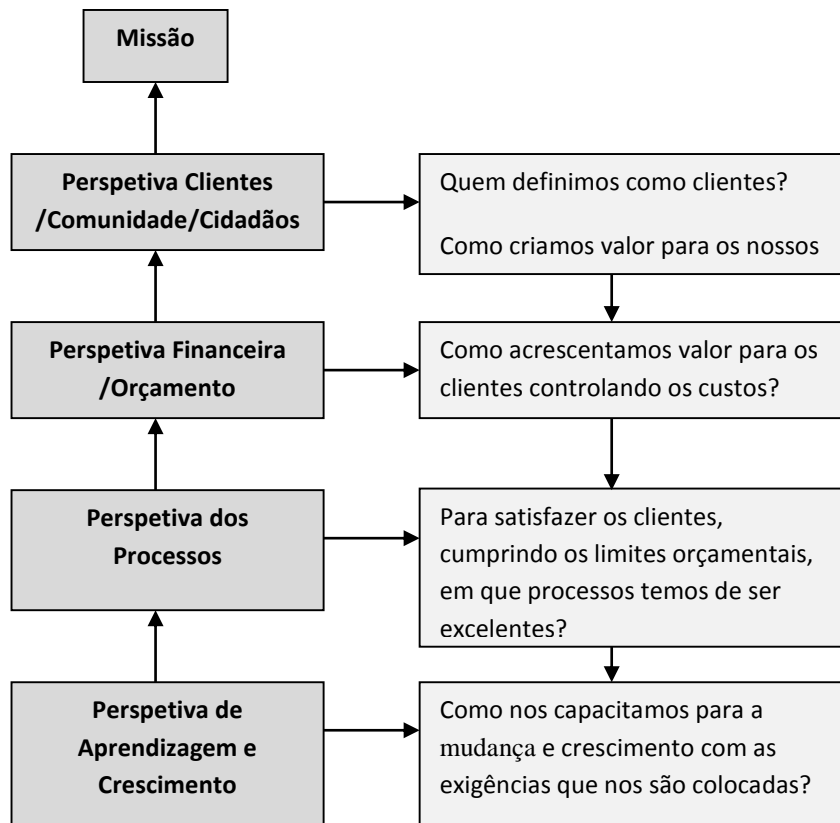 Missão
Perspetiva Clientes
/Comunidade/Cidadãos
Quem definimos como clientes?
Como criamos valor para os nossos
Perspetiva Financeira
/Orçamento
Como acrescentamos valor para os
clientes controlando os custos?
Perspetiva dos
Processos
Para satisfazer os clientes,
cumprindo os limites orçamentais,
em que processos temos de ser
excelentes?
Perspetiva de
Aprendizagem e
Crescimento
Como nos capacitamos para a
mudança e crescimento com as
exigências que nos são colocadas?